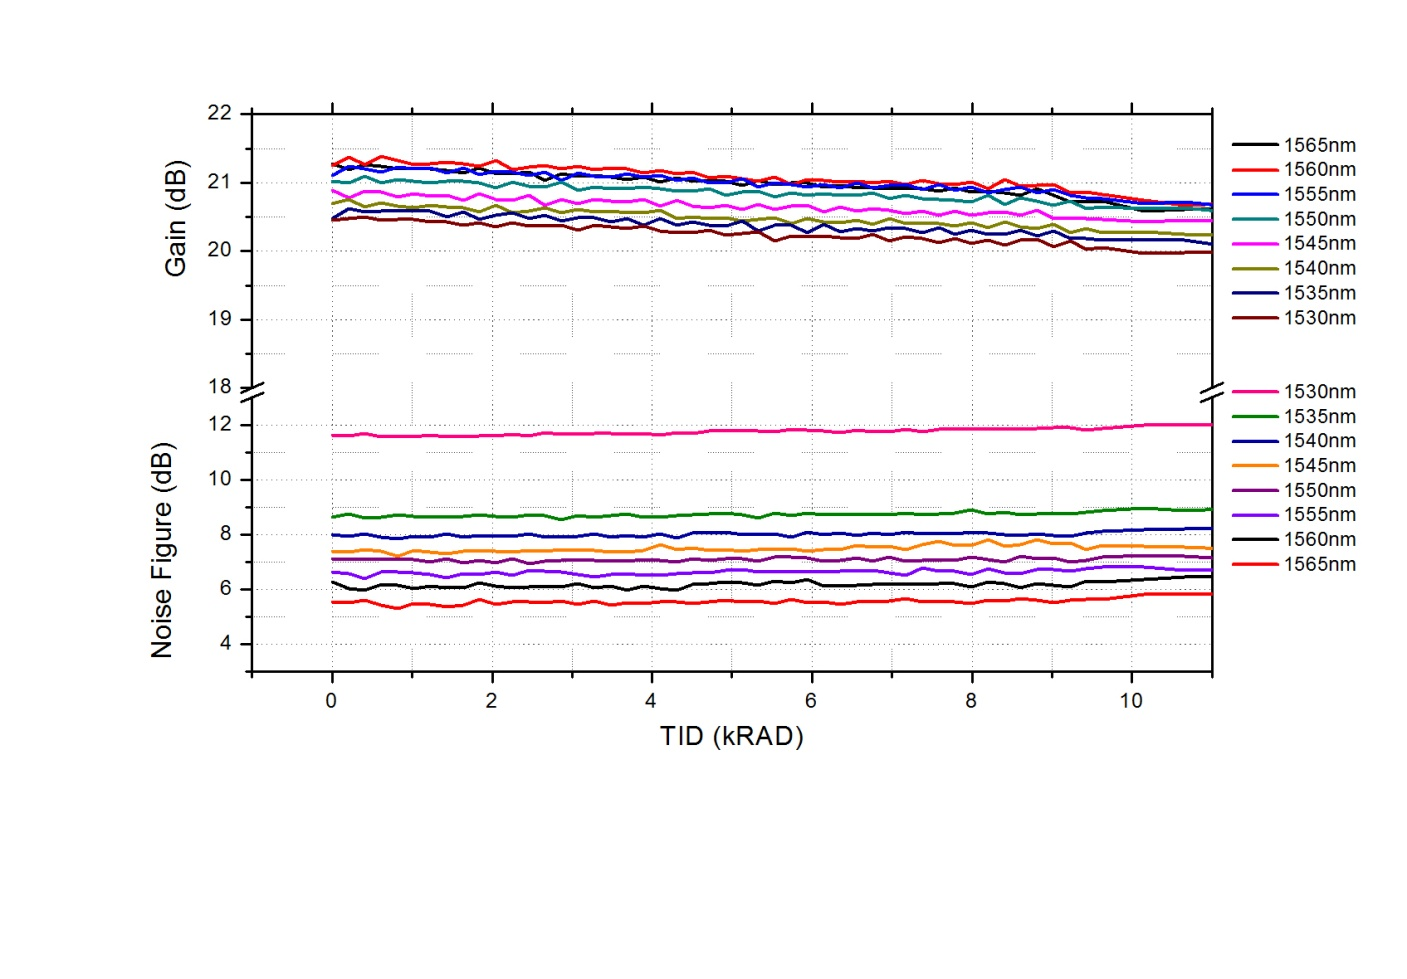 22
21
20
19
18
Gain (dB)
12
10
8
6
4
Noise Figure (dB)
0 2 4 6 8 10
TID (kRAD)
1565nm
1560nm
1555nm
1550nm
1545nm
1540nm
1535nm
1530nm
1530nm
1535nm
1540nm
1545nm
1550nm
1555nm
1560nm
1565nm